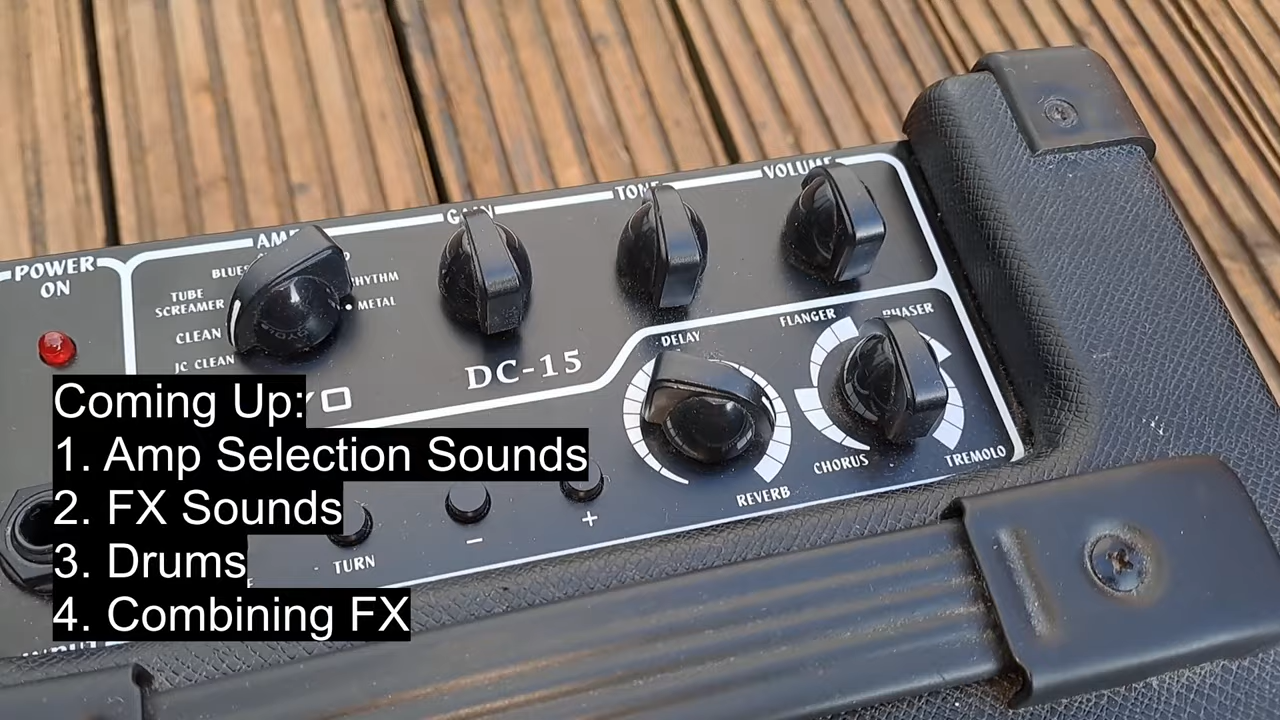 POWER
ON
AMP
BLUES
RHYTHM
TUBE
SCREAMER
METAL
CLEAN
JC CLEAN
GAIN
TONE
VOLUME
DC-15
DELAY
REVERB
FLANGER
PHASER
CHORUS
TREMOLO
TURN
-
+
Coming Up:
1. Amp Selection Sounds
2. FX Sounds
3. Drums
4. Combining FX